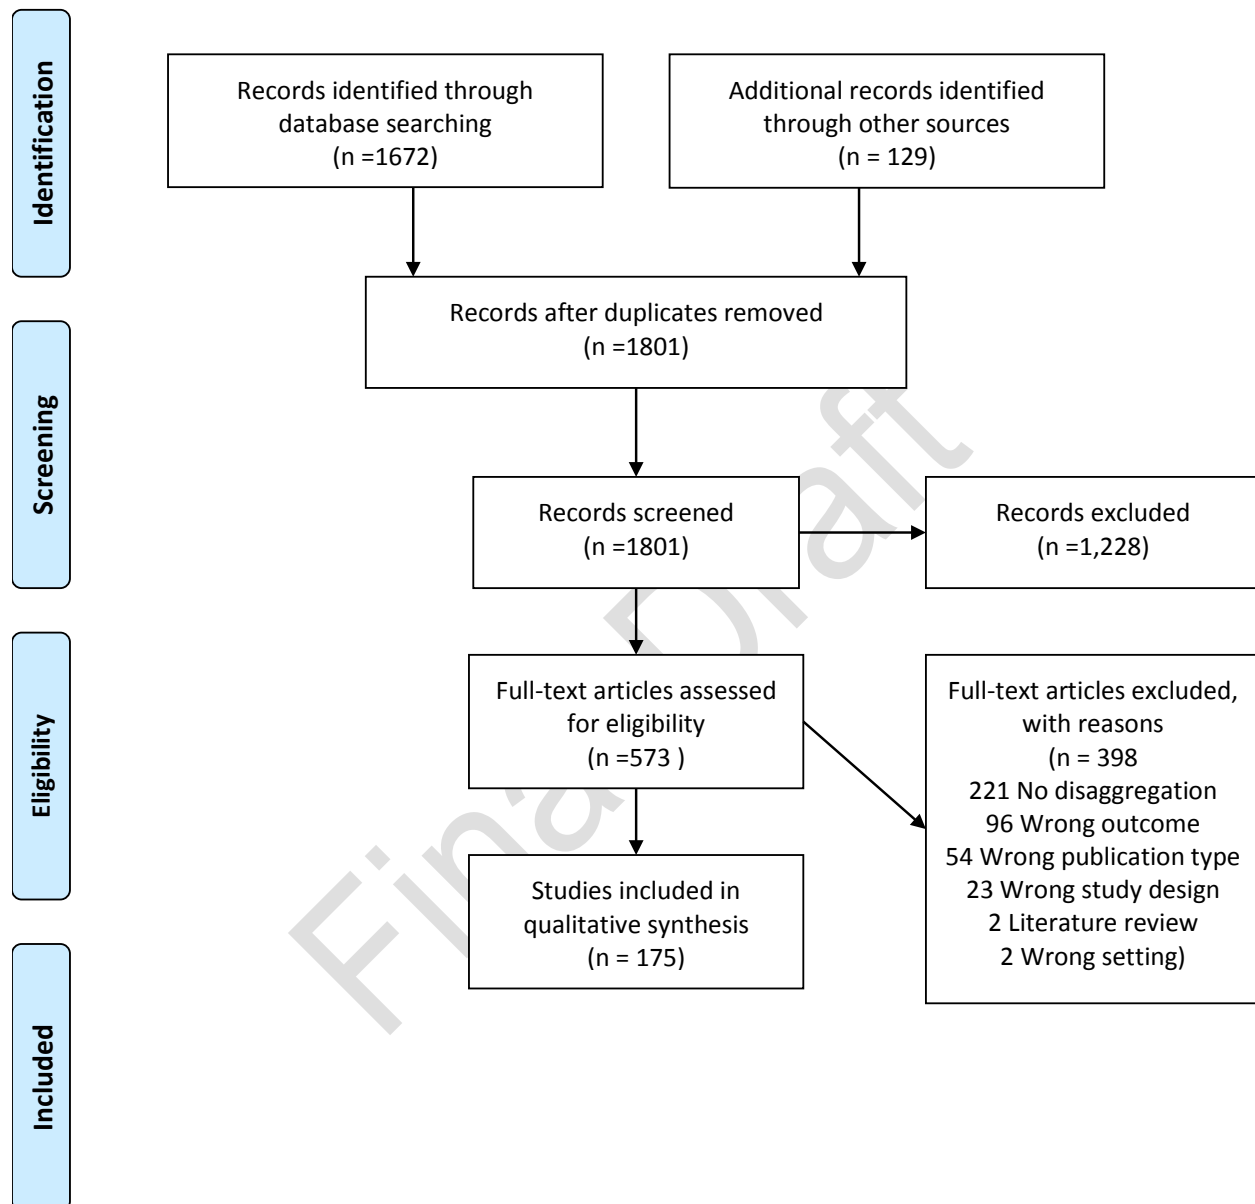 Identification
Records identified through
database searching
(n =1672)
Additional records identified
through other sources
(n = 129)
Records after duplicates removed
(n =1801)
Screening
Records screened
(n =1801)
Records excluded
(n =1,228)
Eligibility
Full-text articles assessed
for eligibility
(n =573 )
Full-text articles excluded,
with reasons
(n = 398
221 No disaggregation
96 Wrong outcome
54 Wrong publication type
23 Wrong study design
2 Literature review
2 Wrong setting)
Studies included in
qualitative synthesis
(n = 175)
Included
Final Draft